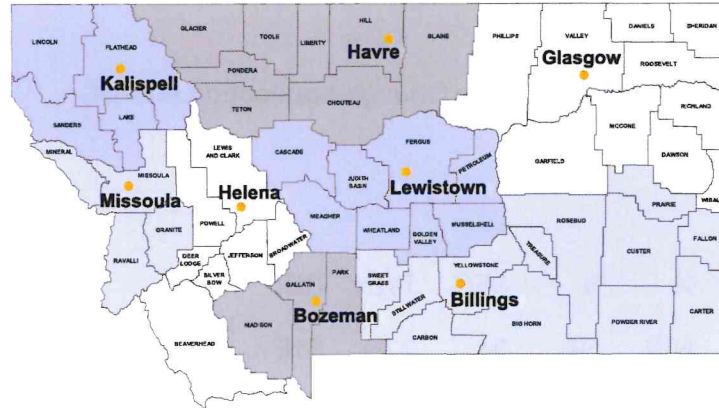 LINCOLN
FLATHEAD
Kalispell
SANDERS
LAKE
GLACIER
TOOLE
LIBERTY
HILL
Havre
BLAINE
PONDERA
TETON
CHOUTEAU
PHILLIPS
VALLEY
DANIELS
SHERIDAN
Glasgow
ROOSEVELT
RICHLAND
MCCONE
GARFIELD
DAWSON
WIBAU
MINERAL
MISSOULA
Missoula
RAVALLI
GRANITE
LEWIS
AND CLARK
Helena
POWELL
DEER
LODGE
SILVER
BOW
JEFFERSON
BROADWATER
BEAVERHEAD
CASCADE
JUDITH
BASIN
FERGUS
PETROLEUM
Lewistown
MEAGHER
WHEATLAND
GOLDEN
VALLEY
MUSSELSHELL
GALLATIN
PARK
Bozeman
MADISON
SWEET
GRASS
STILLWATER
YELLOWSTONE
Billings
CARBON
TREASURE
BIG HORN
ROSEBUD
CUSTER
PRAIRIE
FALLON
POWDER RIVER
CARTER